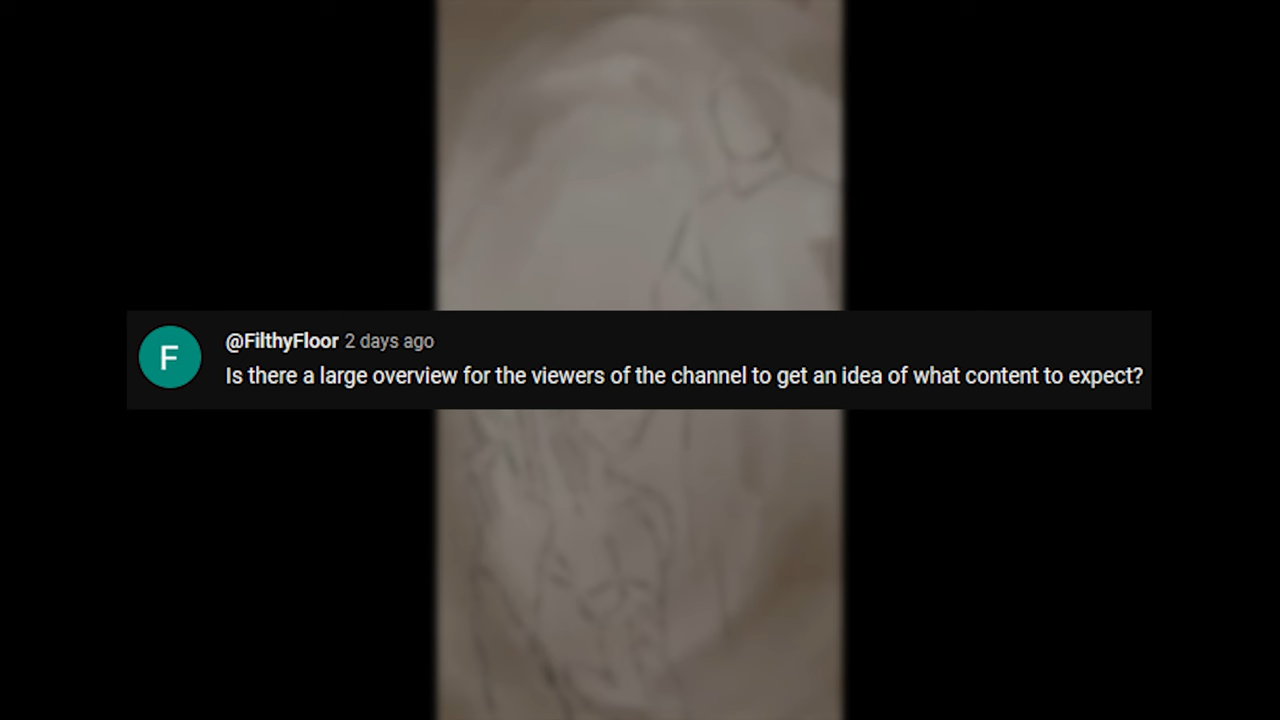 F
@FilthyFloor 2 days ago
Is there a large overview for the viewers of the channel to get an idea of what content to expect?